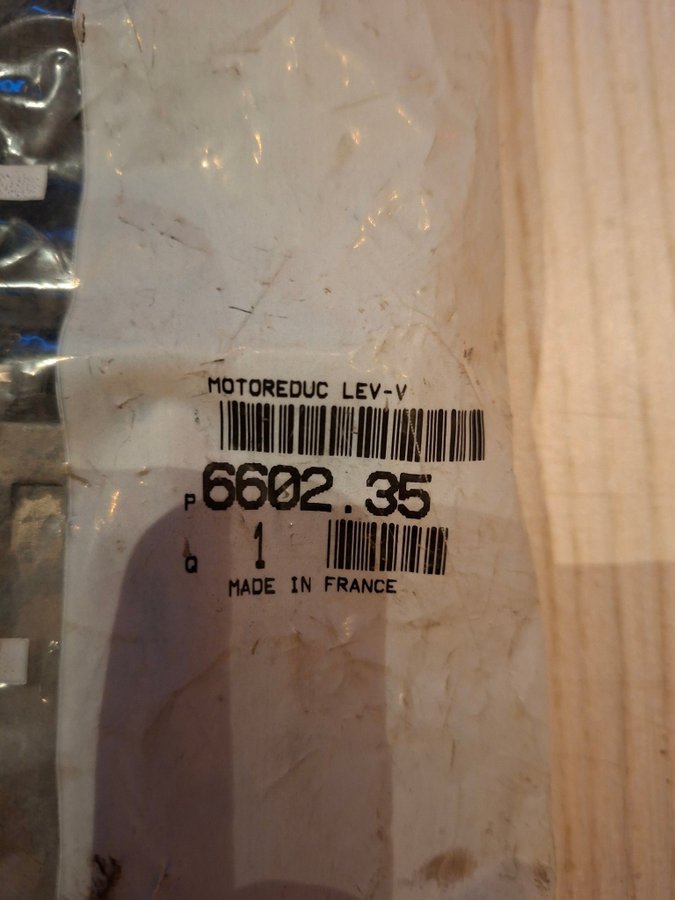 MOTOREDUC LEV-V
P 6602.35
Q 1
MADE IN FRANCE